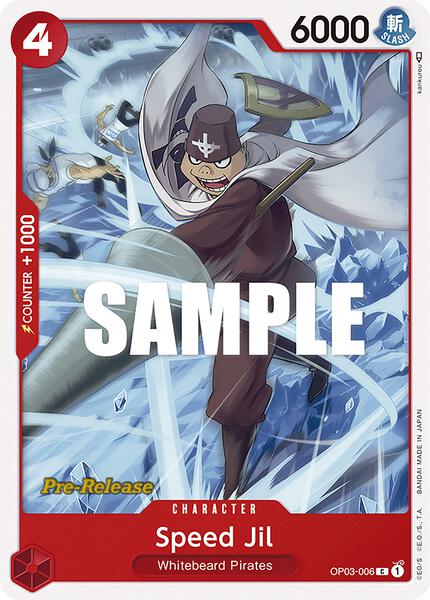 4
6000
斬
SLASH
kankurou
COUNTER +1000
SAMPLE
Pre-Release
CHARACTER
Speed Jil
Whitebeard Pirates
OP03-006 C 1
©E.O/S ©E.O./S., T.A. BANDAI MADE IN JAPAN